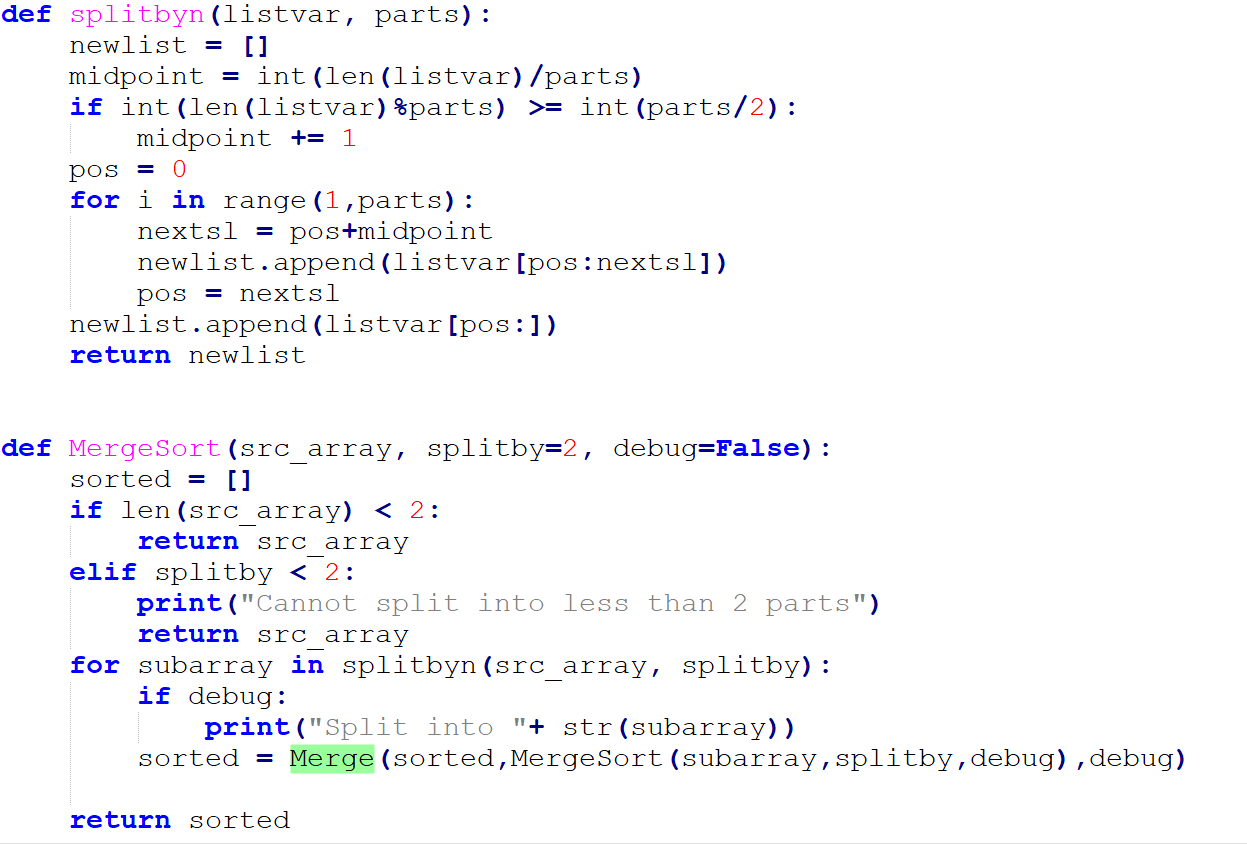 def splitbyn(listvar, parts):
    newlist = []
    midpoint = int(len(listvar)/parts)
    if int(len(listvar)%parts) >= int(parts/2):
        midpoint += 1
    pos = 0
    for i in range(1,parts):
        nextsl = pos+midpoint
        newlist.append(listvar[pos:nextsl])
        pos = nextsl
    newlist.append(listvar[pos:])
    return newlist
def MergeSort(src_array, splitby=2, debug=False):
    sorted = []
    if len(src_array) < 2:
        return src_array
    elif splitby < 2:
        print("Cannot split into less than 2 parts")
        return src_array
    for subarray in splitbyn(src_array, splitby):
        if debug:
            print("Split into "+ str(subarray))
        sorted = Merge(sorted,MergeSort(subarray,splitby,debug),debug)
    return sorted